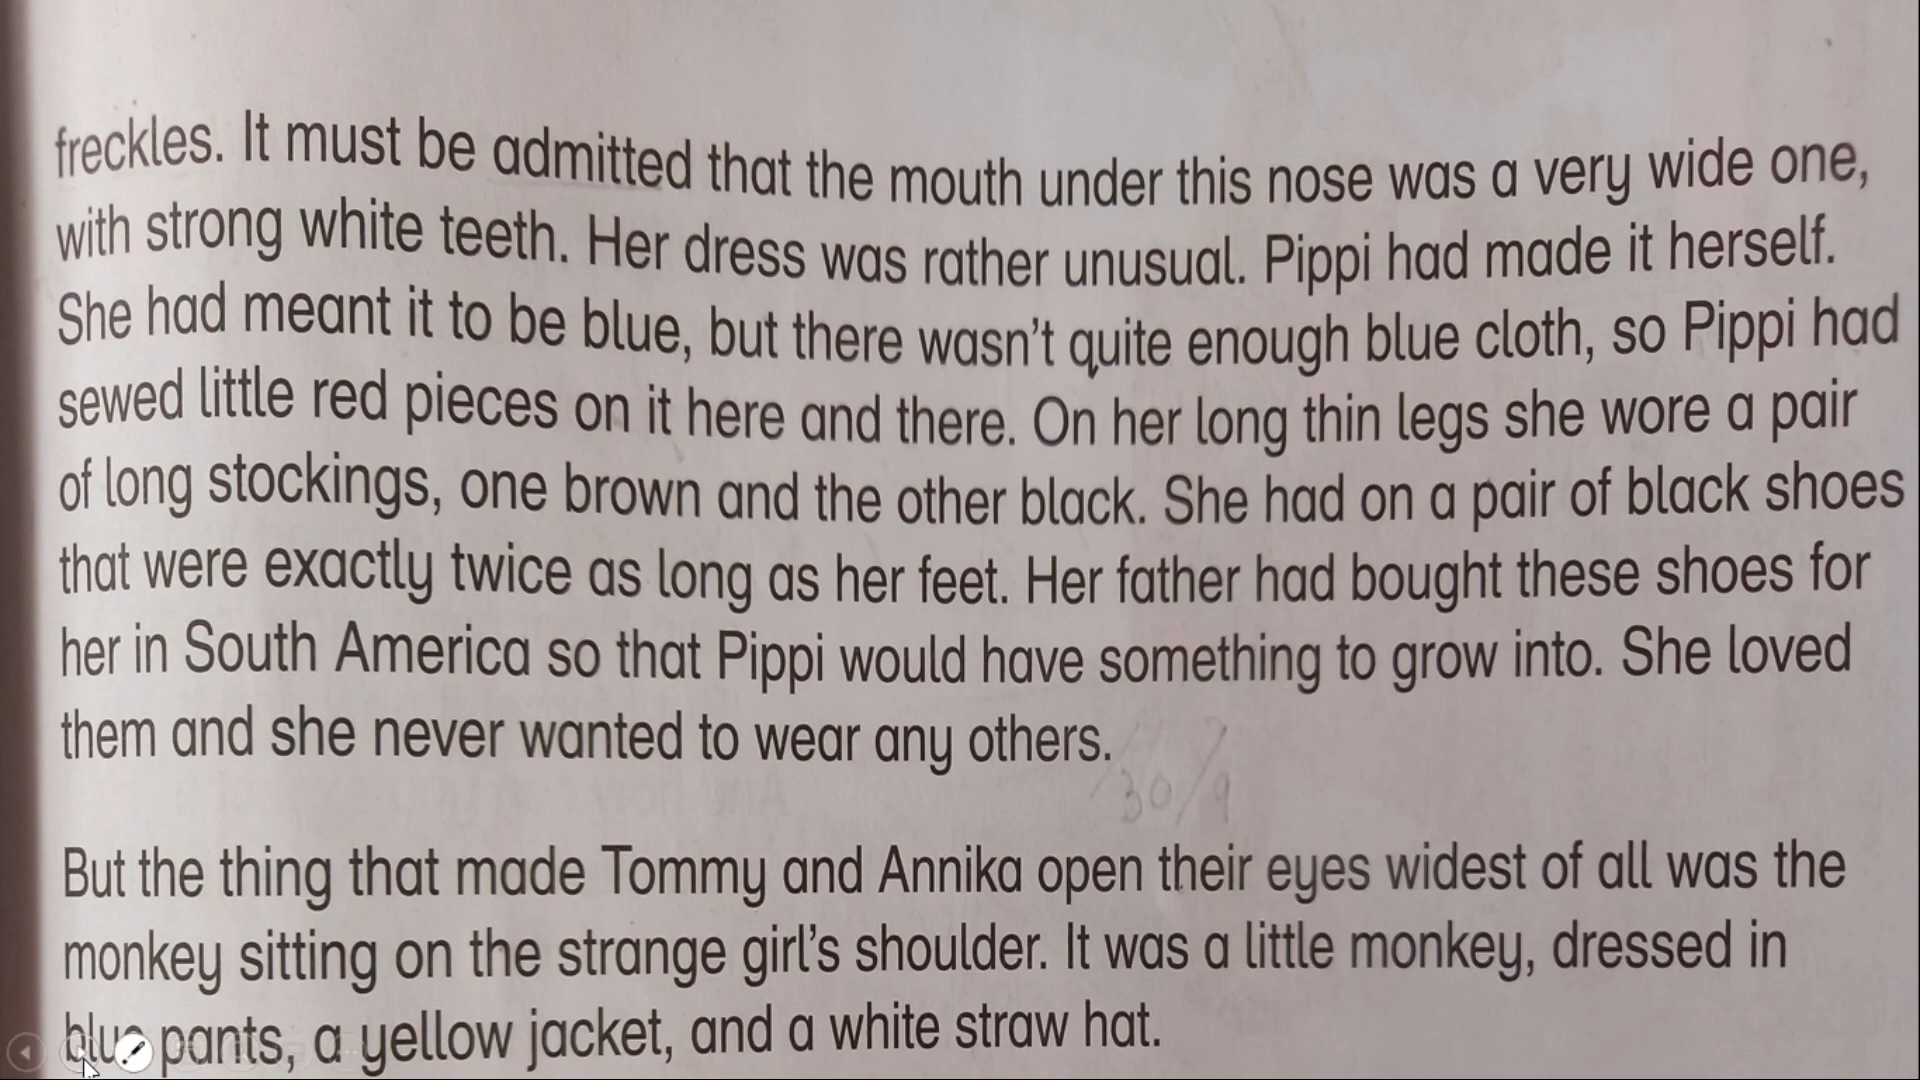 freckles. It must be admitted that the mouth under this nose was a very wide one,
with strong white teeth. Her dress was rather unusual. Pippi had made it herself.
She had meant it to be blue, but there wasn't quite enough blue cloth, so Pippi had
sewed little red pieces on it here and there. On her long thin legs she wore a pair
of long stockings, one brown and the other black. She had on a pair of black shoes
that were exactly twice as long as her feet. Her father had bought these shoes for
her in South America so that Pippi would have something to grow into. She loved
them and she never wanted to wear any others.
30/9
But the thing that made Tommy and Annika open their eyes widest of all was the
monkey sitting on the strange girl's shoulder. It was a little monkey, dressed in
blue pants, a yellow jacket, and a white straw hat.